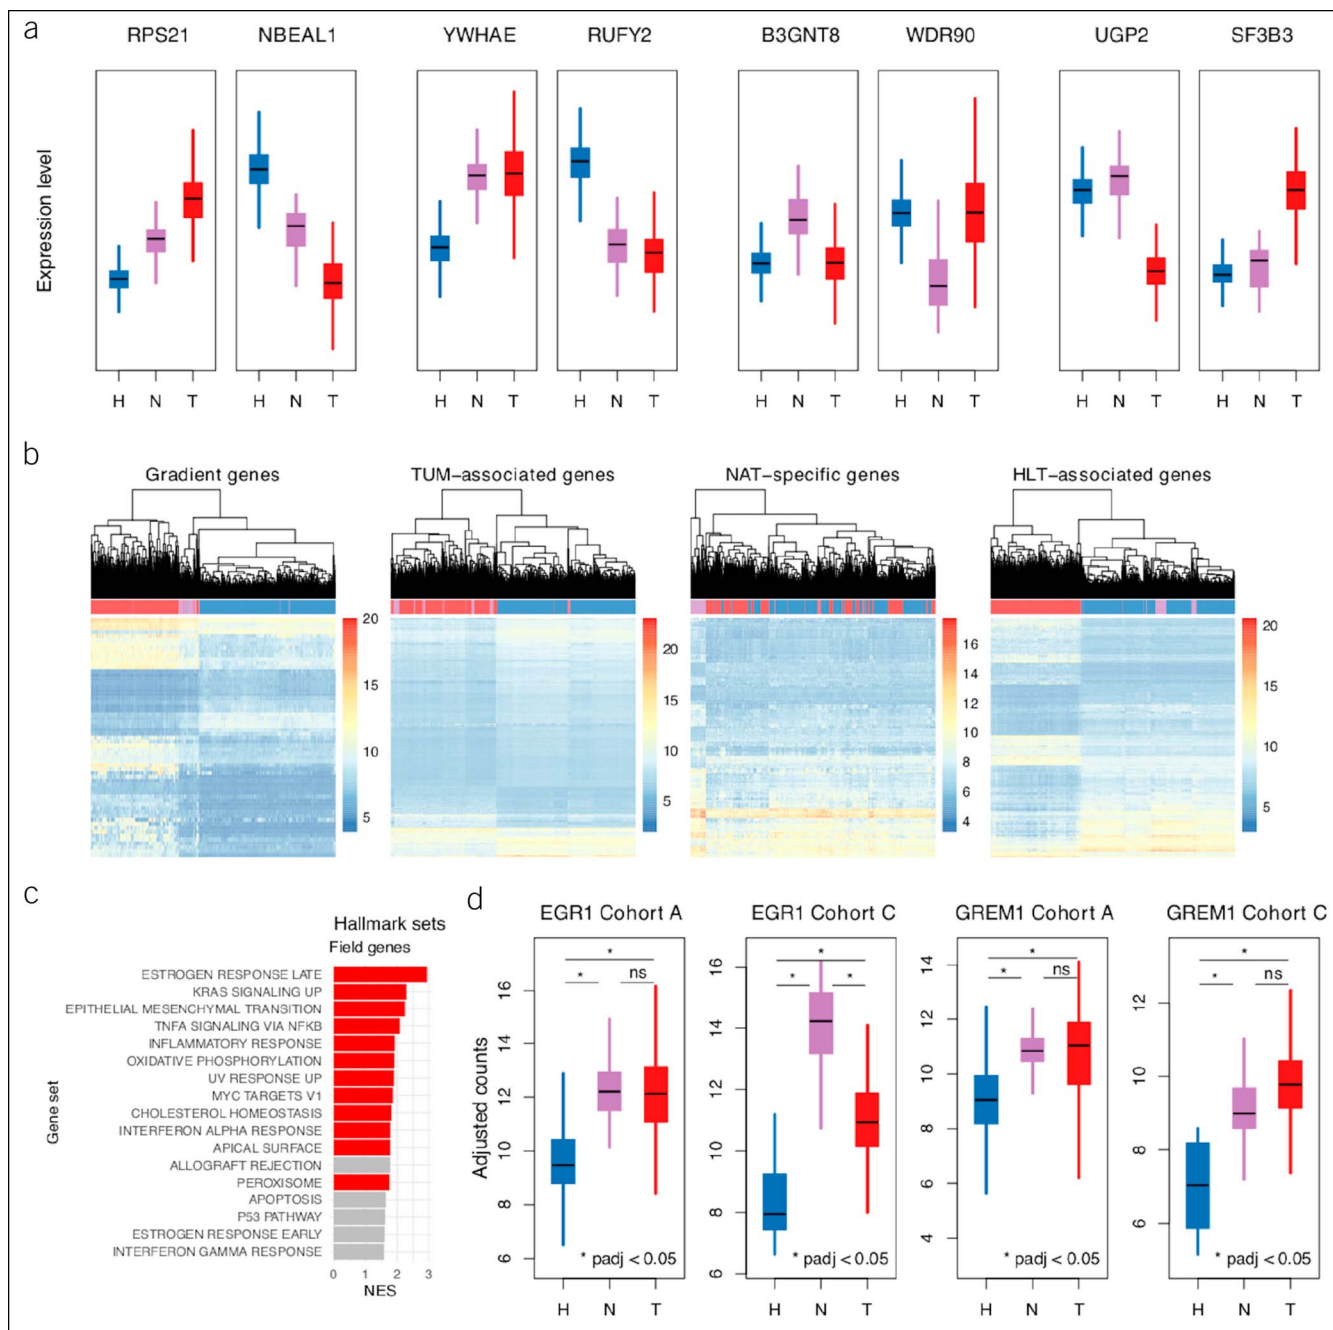 a
RPS21 NBEAL1 YWHAE RUFY2 B3GNT8 WDR90 UGP2 SF3B3
Expression level
H N T H N T H N T H N T H N T H N T H N T H N T
b
Gradient genes TUM-associated genes NAT-specific genes HLT-associated genes
20
15
10
5
20
15
10
5
16
14
12
10
8
6
4
20
15
10
5
c
Hallmark sets
Field genes
Gene set
ESTROGEN RESPONSE LATE
KRAS SIGNALING UP
EPITHELIAL MESENCHYMAL TRANSITION
TNFA SIGNALING VIA NFKB
INFLAMMATORY RESPONSE
OXIDATIVE PHOSPHORYLATION
UV RESPONSE UP
MYC TARGETS V1
CHOLESTEROL HOMEOSTASIS
INTERFERON ALPHA RESPONSE
APICAL SURFACE
ALLOGRAFT REJECTION
PEROXISOME
APOPTOSIS
P53 PATHWAY
ESTROGEN RESPONSE EARLY
INTERFERON GAMMA RESPONSE
0 1 2 3
NES
d
EGR1 Cohort A EGR1 Cohort C GREM1 Cohort A GREM1 Cohort C
Adjusted counts
16
14
12
10
8
6
*
* ns
* padj < 0.05
H N T
16
14
12
10
8
6
*
* *
* padj < 0.05
H N T
14
12
10
8
6
4
*
* ns
* padj < 0.05
H N T
12
10
8
6
*
* ns
* padj < 0.05
H N T